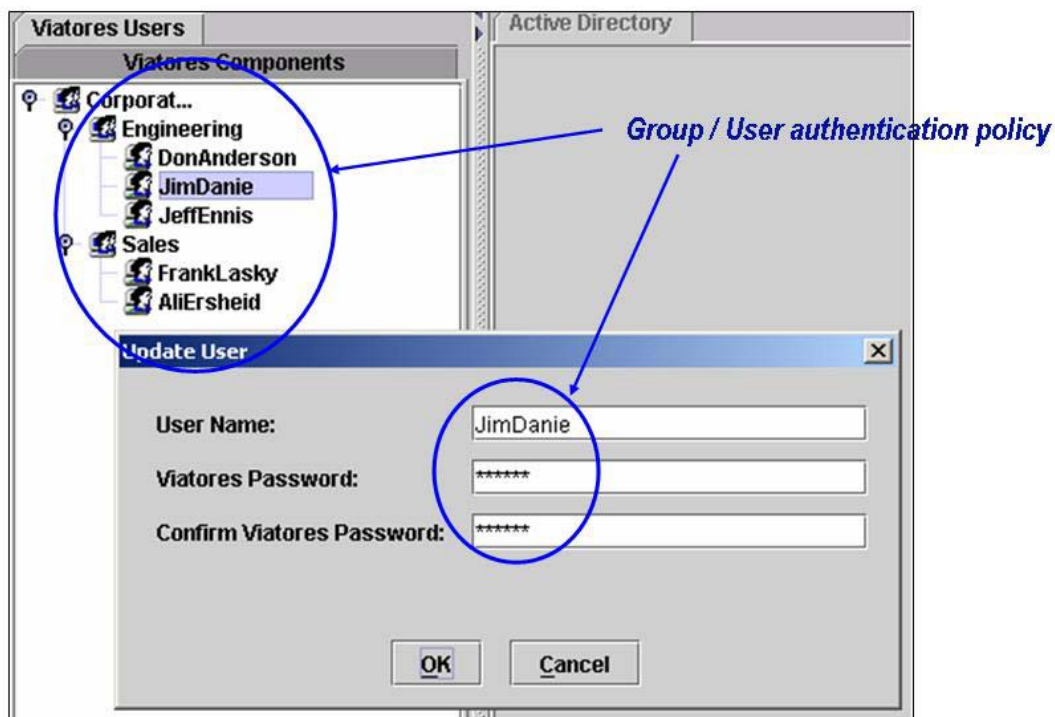 Viatores Users
Active Directory
Viatores Components
Corporat...
Engineering
DonAnderson
JimDanie
JeffEnnis
Sales
FrankLasky
AliErsheid
Group / User authentication policy
Update User
User Name:
JimDanie
Viatores Password:
******
Confirm Viatores Password:
******
OK
Cancel